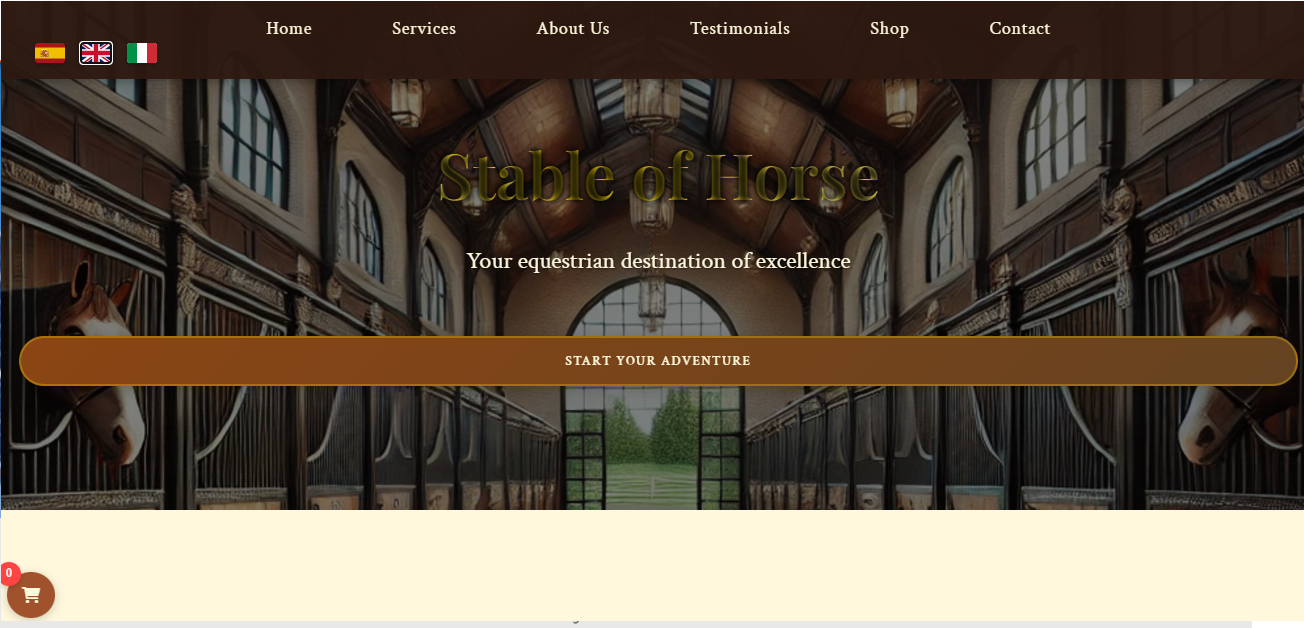 Home Services About Us Testimonials Shop Contact
Stable of Horse
Your equestrian destination of excellence
START YOUR ADVENTURE
0